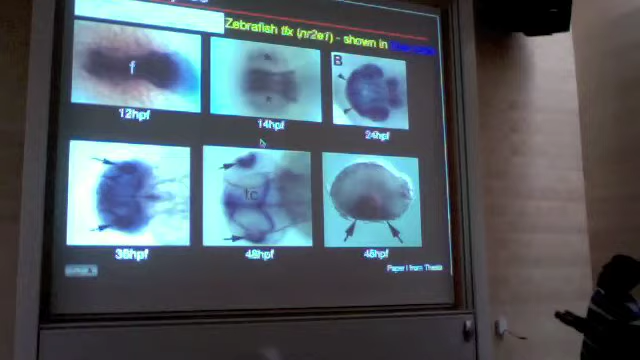 Zebrafish tlx (nr2e1) - shown in
f
B
12hpf
14hpf
24hpf
tc
36hpf
48hpf
48hpf
Paper I from Thesis